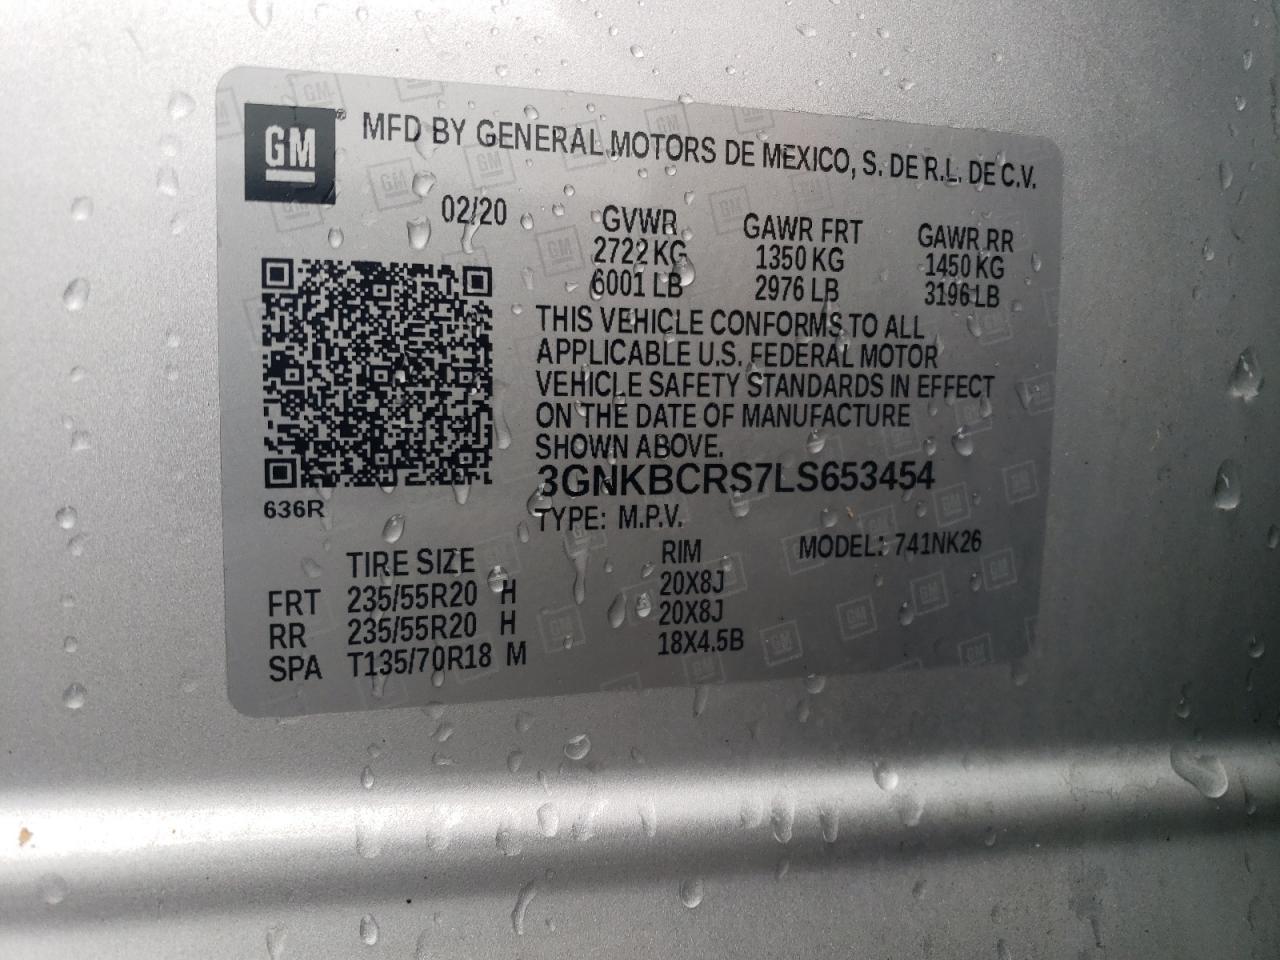 GM ® MFD BY GENERAL MOTORS DE MEXICO, S. DE R.L. DE C.V.
02/20 GVWR GAWR FRT GAWR RR
2722 KG 1350 KG 1450 KG
6001 LB 2976 LB 3196 LB
THIS VEHICLE CONFORMS TO ALL
APPLICABLE U.S. FEDERAL MOTOR
VEHICLE SAFETY STANDARDS IN EFFECT
ON THE DATE OF MANUFACTURE
SHOWN ABOVE.
3GNKBCRS7LS653454
636R TYPE: M.P.V.
TIRE SIZE RIM MODEL: 741NK26
FRT 235/55R20 H 20X8J
RR 235/55R20 H 20X8J
SPA T135/70R18 M 18X4.5B